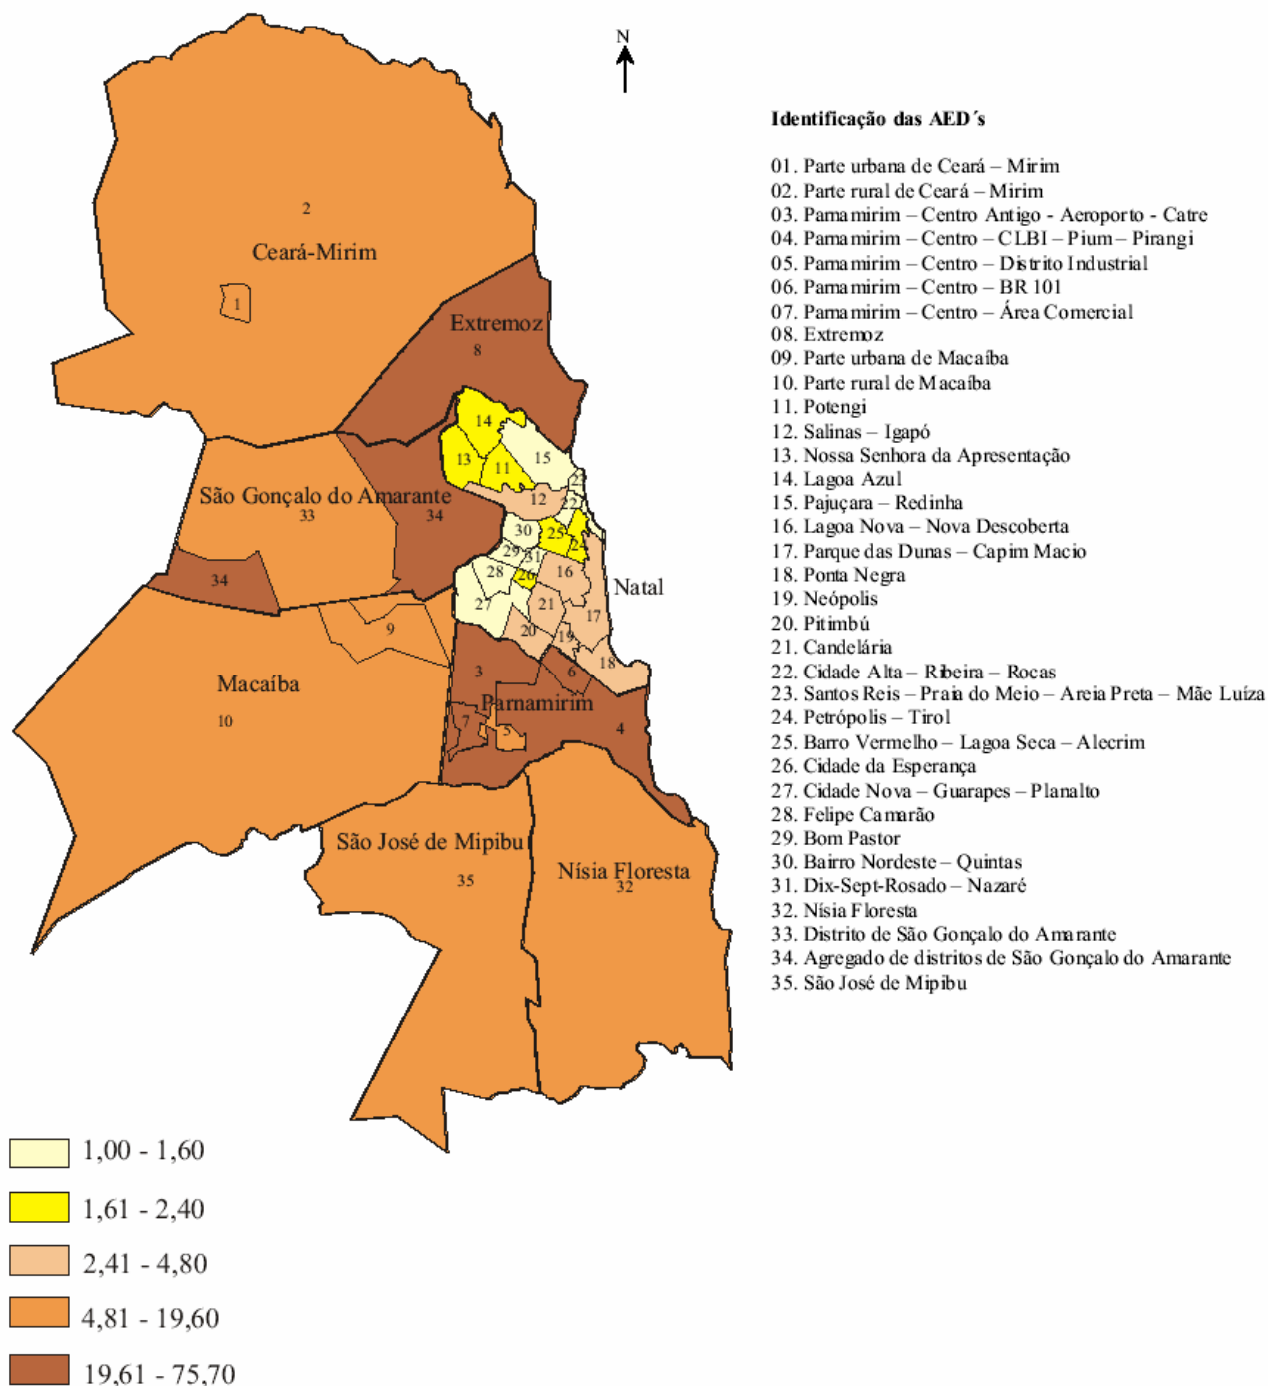 N
Identificação das AED´s
01. Parte urbana de Ceará – Mirim
02. Parte rural de Ceará – Mirim
03. Parnamirim – Centro Antigo - Aeroporto - Catre
04. Parnamirim – Centro – CLBI – Pium – Pirangi
05. Parnamirim – Centro – Distrito Industrial
06. Parnamirim – Centro – BR 101
07. Parnamirim – Centro – Área Comercial
08. Extremoz
09. Parte urbana de Macaíba
10. Parte rural de Macaíba
11. Potengi
12. Salinas – Igapó
13. Nossa Senhora da Apresentação
14. Lagoa Azul
15. Pajuçara – Redinha
16. Lagoa Nova – Nova Descoberta
17. Parque das Dunas – Capim Macio
18. Ponta Negra
19. Neópolis
20. Pitimbú
21. Candelária
22. Cidade Alta – Ribeira – Rocas
23. Santos Reis – Praia do Meio – Areia Preta – Mãe Luíza
24. Petrópolis – Tirol
25. Barro Vermelho – Lagoa Seca – Alecrim
26. Cidade da Esperança
27. Cidade Nova – Guarapes – Planalto
28. Felipe Camarão
29. Bom Pastor
30. Bairro Nordeste – Quintas
31. Dix-Sept-Rosado – Nazaré
32. Nísia Floresta
33. Distrito de São Gonçalo do Amarante
34. Agregado de distritos de São Gonçalo do Amarante
35. São José de Mipibu
2
Ceará-Mirim
1
Extremoz
8
14
13
11
15
23
São Gonçalo do Amarante
33
34
12
22
30
25
24
29
31
34
28
26
16
Natal
27
21
17
9
20
19
18
3
6
Macaíba
10
Parnamirim
7
5
4
São José de Mipibu
35
Nísia Floresta
32
1,00 - 1,60
1,61 - 2,40
2,41 - 4,80
4,81 - 19,60
19,61 - 75,70